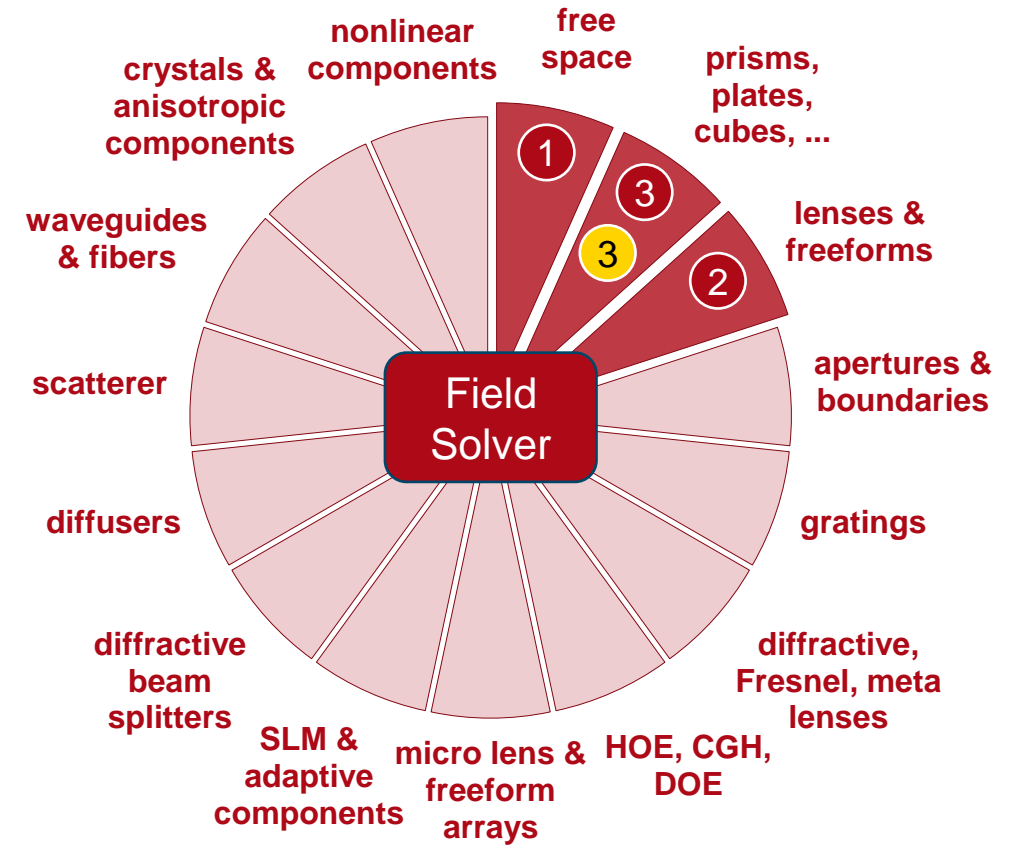 free
space
prisms,
plates,
cubes, ...
lenses &
freeforms
apertures &
boundaries
gratings
diffractive,
Fresnel, meta
lenses
HOE, CGH,
DOE
micro lens &
freeform
arrays
SLM &
adaptive
components
diffractive
beam
splitters
diffusers
scatterer
waveguides
& fibers
crystals &
anisotropic
components
nonlinear
components
1
3
3
2
Field
Solver